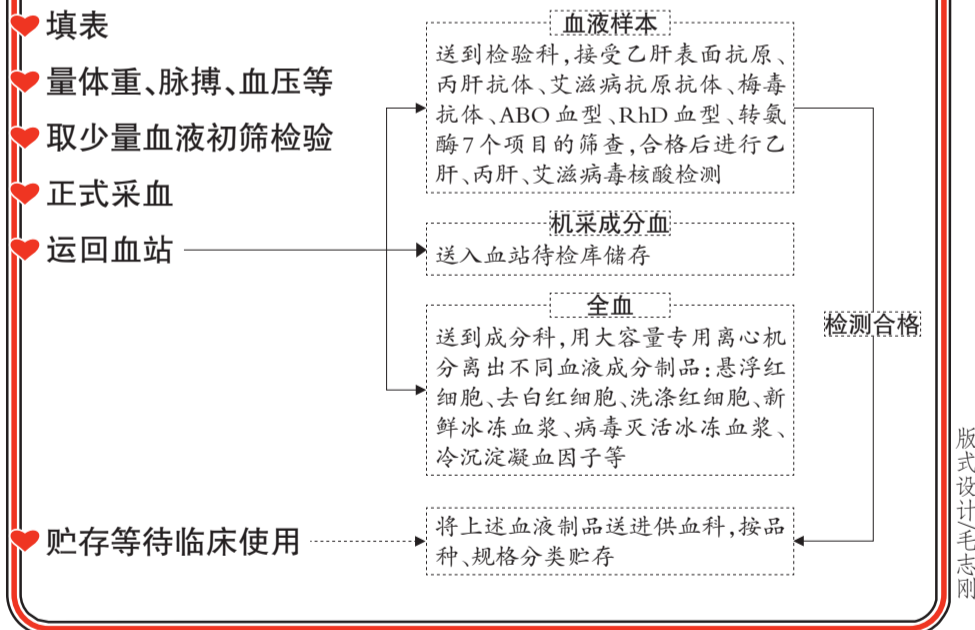 填表
量体重、脉搏、血压等
取少量血液初筛检验
正式采血
运回血站
血液样本
送到检验科,接受乙肝表面抗原、
丙肝抗体、艾滋病抗原抗体、梅毒
抗体、ABO血型、RhD血型、转氨
酶7个项目的筛查,合格后进行乙
肝、丙肝、艾滋病毒核酸检测
机采成分血
送入血站待检库储存
全血
送到成分科,用大容量专用离心机
分离出不同血液成分制品:悬浮红
细胞、去白红细胞、洗涤红细胞、新
鲜冰冻血浆、病毒灭活冰冻血浆、
冷沉淀凝血因子等
检测合格
贮存等待临床使用
将上述血液制品送进供血科,按品
种、规格分类贮存
版式设计/毛志刚